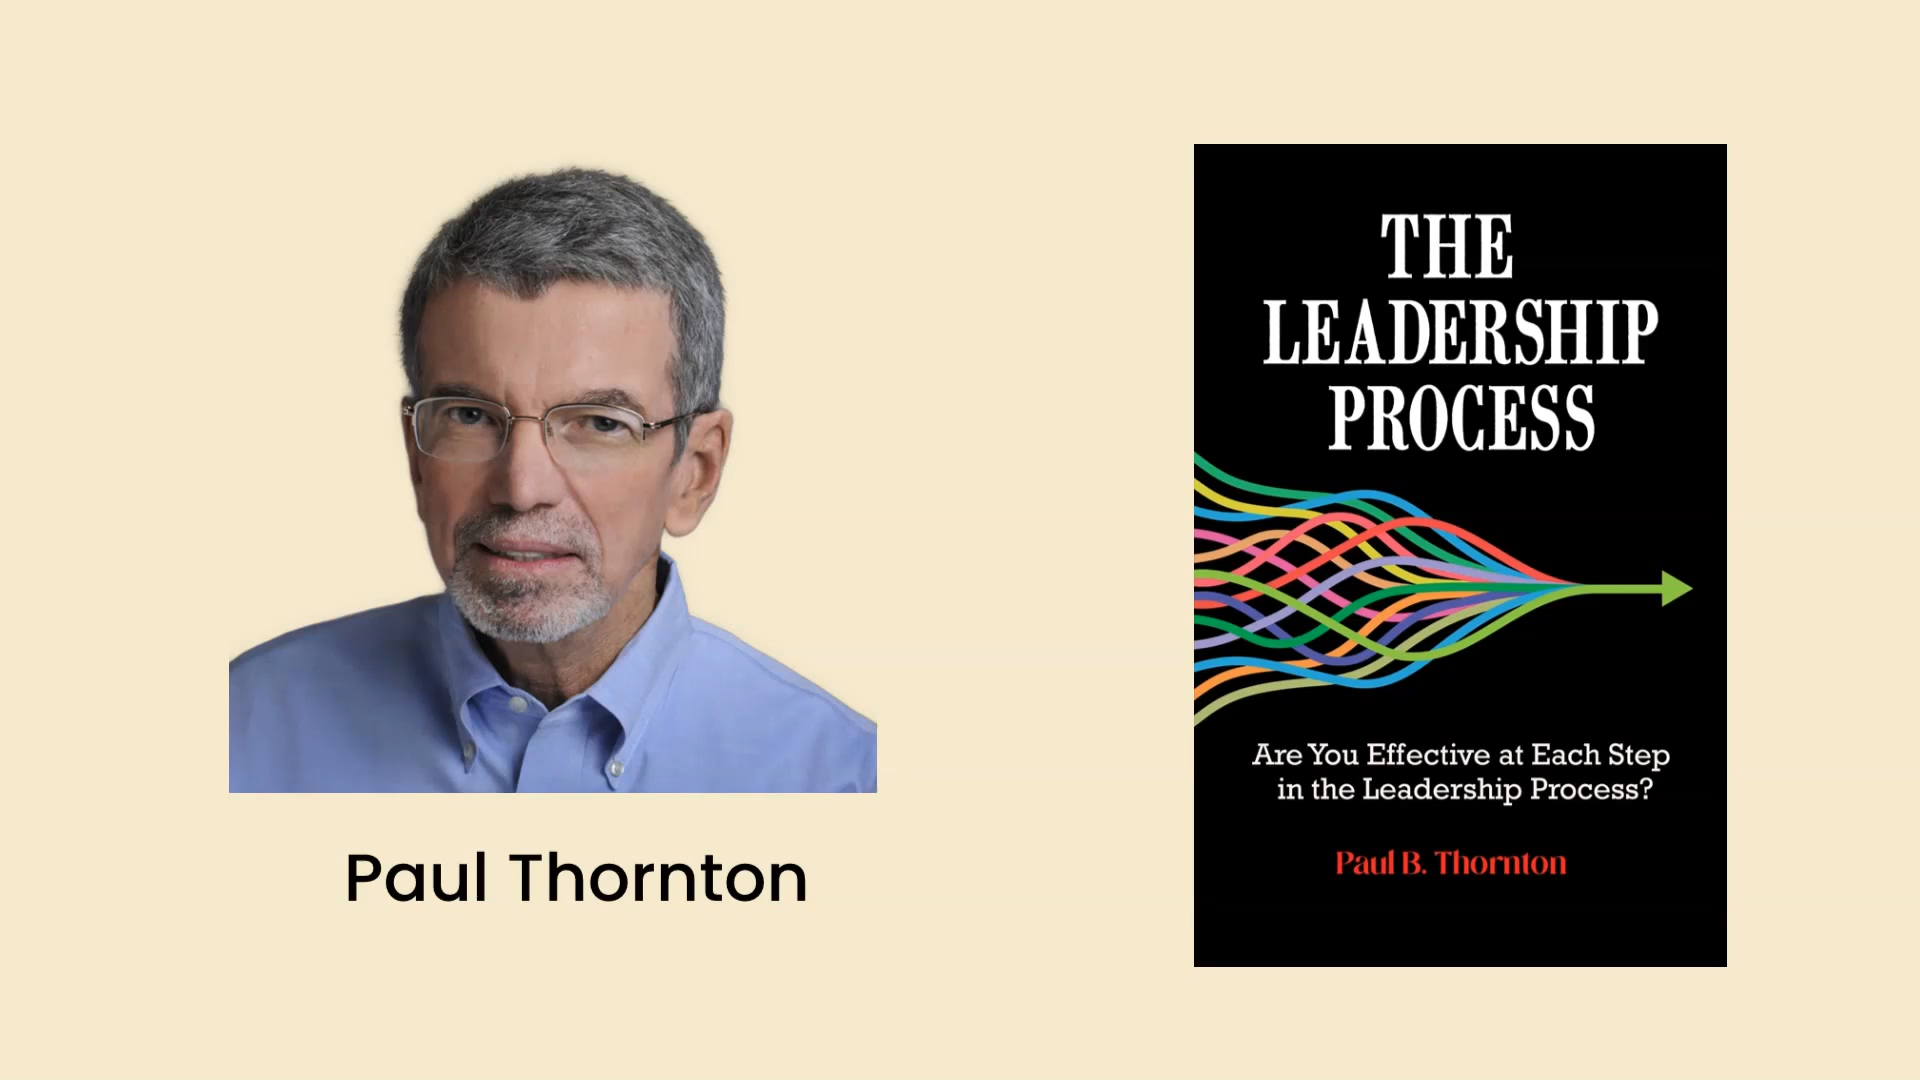 Paul Thornton
THE
LEADERSHIP
PROCESS
Are You Effective at Each Step
in the Leadership Process?
Paul B. Thornton